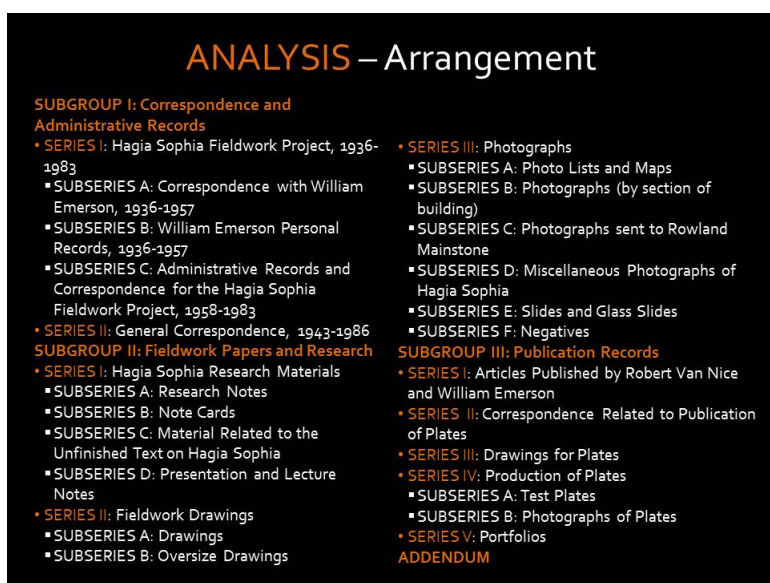 ANALYSIS – Arrangement
SUBGROUP I: Correspondence and
Administrative Records
• SERIES I: Hagia Sophia Fieldwork Project, 1936-
1983
▪ SUBSERIES A: Correspondence with William
Emerson, 1936-1957
▪ SUBSERIES B: William Emerson Personal
Records, 1936-1957
▪ SUBSERIES C: Administrative Records and
Correspondence for the Hagia Sophia
Fieldwork Project, 1958-1983
• SERIES II: General Correspondence, 1943-1986
SUBGROUP II: Fieldwork Papers and Research
• SERIES I: Hagia Sophia Research Materials
▪ SUBSERIES A: Research Notes
▪ SUBSERIES B: Note Cards
▪ SUBSERIES C: Material Related to the
Unfinished Text on Hagia Sophia
▪ SUBSERIES D: Presentation and Lecture
Notes
• SERIES II: Fieldwork Drawings
▪ SUBSERIES A: Drawings
▪ SUBSERIES B: Oversize Drawings
• SERIES III: Photographs
▪ SUBSERIES A: Photo Lists and Maps
▪ SUBSERIES B: Photographs (by section of
building)
▪ SUBSERIES C: Photographs sent to Rowland
Mainstone
▪ SUBSERIES D: Miscellaneous Photographs of
Hagia Sophia
▪ SUBSERIES E: Slides and Glass Slides
▪ SUBSERIES F: Negatives
SUBGROUP III: Publication Records
• SERIES I: Articles Published by Robert Van Nice
and William Emerson
• SERIES II: Correspondence Related to Publication
of Plates
• SERIES III: Drawings for Plates
• SERIES IV: Production of Plates
▪ SUBSERIES A: Test Plates
▪ SUBSERIES B: Photographs of Plates
• SERIES V: Portfolios
ADDENDUM